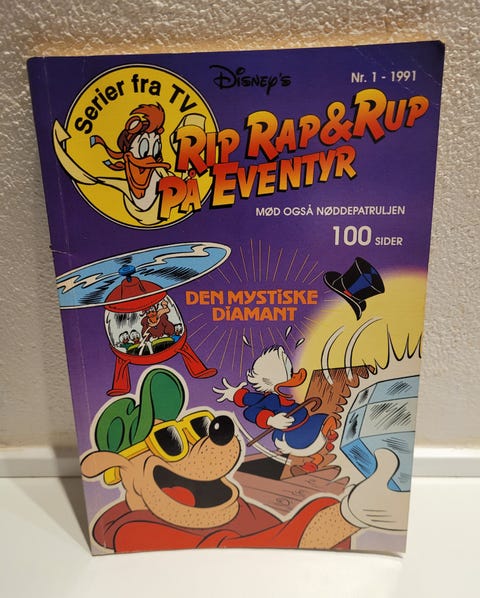 Serier fra TV
Disney's
Nr. 1 - 1991
RIP RAP & RUP
PÅ EVENTYR
MØD OGSÅ NØDDEPATRULJEN
100 SIDER
DEN MYSTISKE
DIAMANT